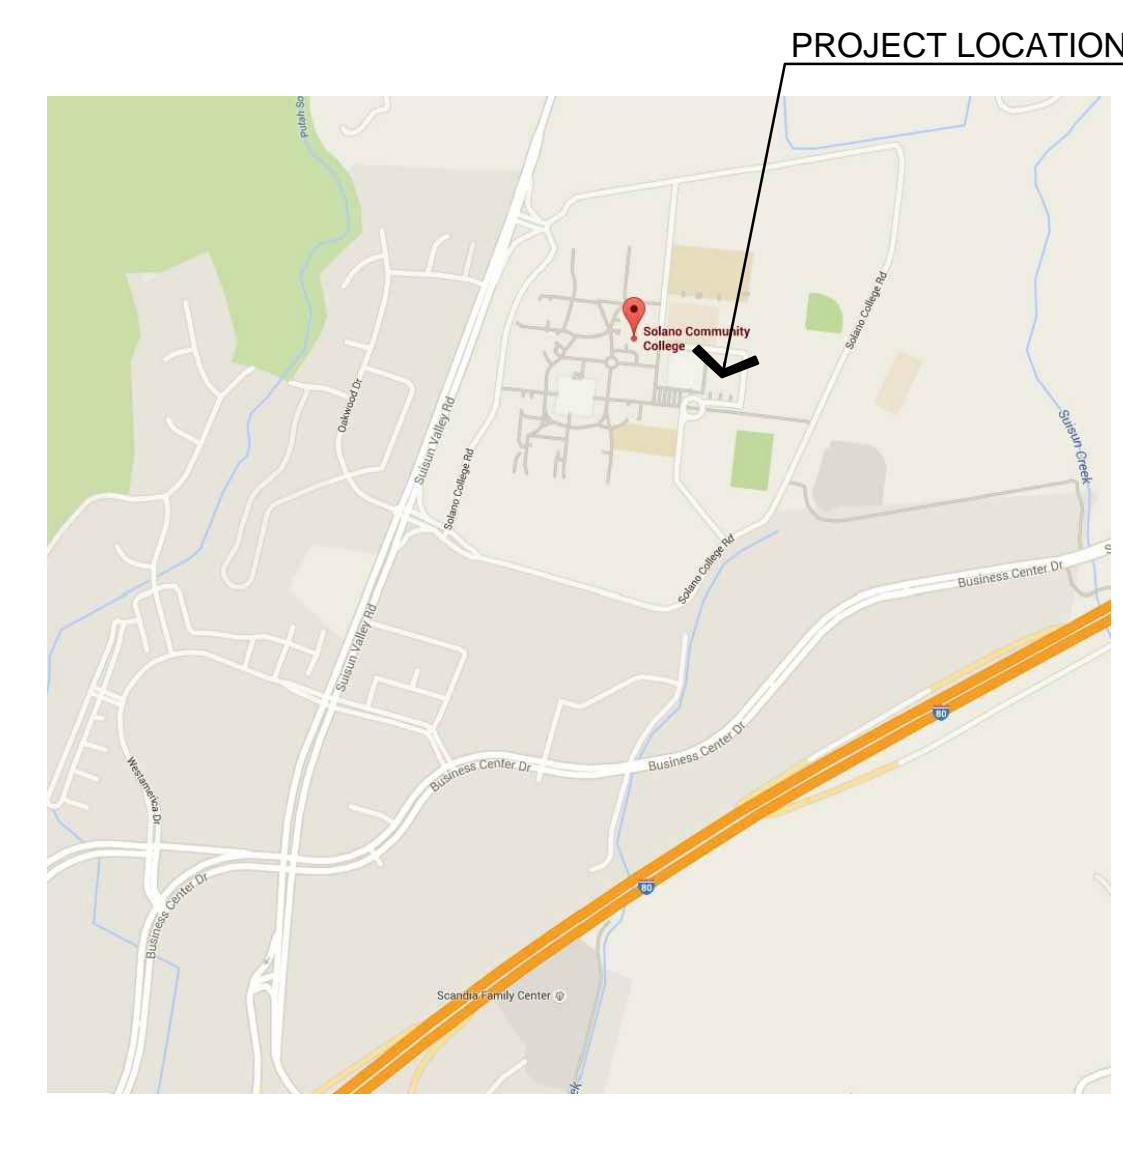 PROJECT LOCATION
Putah So
Solano Community
College
Solano College Rd
Oakwood Dr
Suisun Valley Rd
Solano College Rd
Suisun Creek
Solano College Rd
Business Center Dr
S
Suisun Valley Rd
80
Business Center Dr
Business Center Dr
Westamerica Dr
80
Business Center Dr
Scandia Family Center
ek